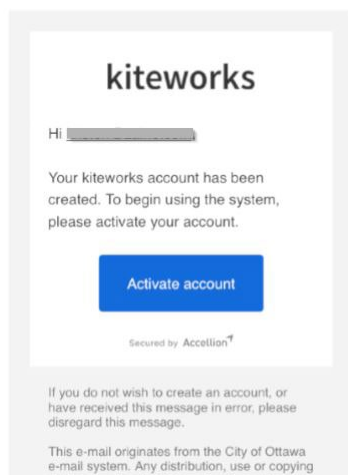 kiteworks
Hi
Your kiteworks account has been
created. To begin using the system,
please activate your account.
Activate account
Secured by Accellion
If you do not wish to create an account, or
have received this message in error, please
disregard this message.
This e-mail originates from the City of Ottawa
e-mail system. Any distribution, use or copying